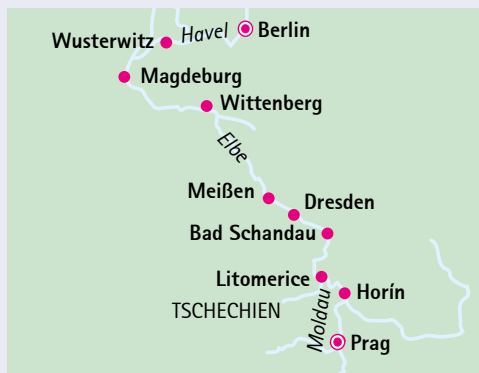 Havel
Berlin
Wusterwitz
Magdeburg
Wittenberg
Elbe
Meißen
Dresden
Bad Schandau
Litomerice
Horín
TSCHECHIEN
Moldau
Prag